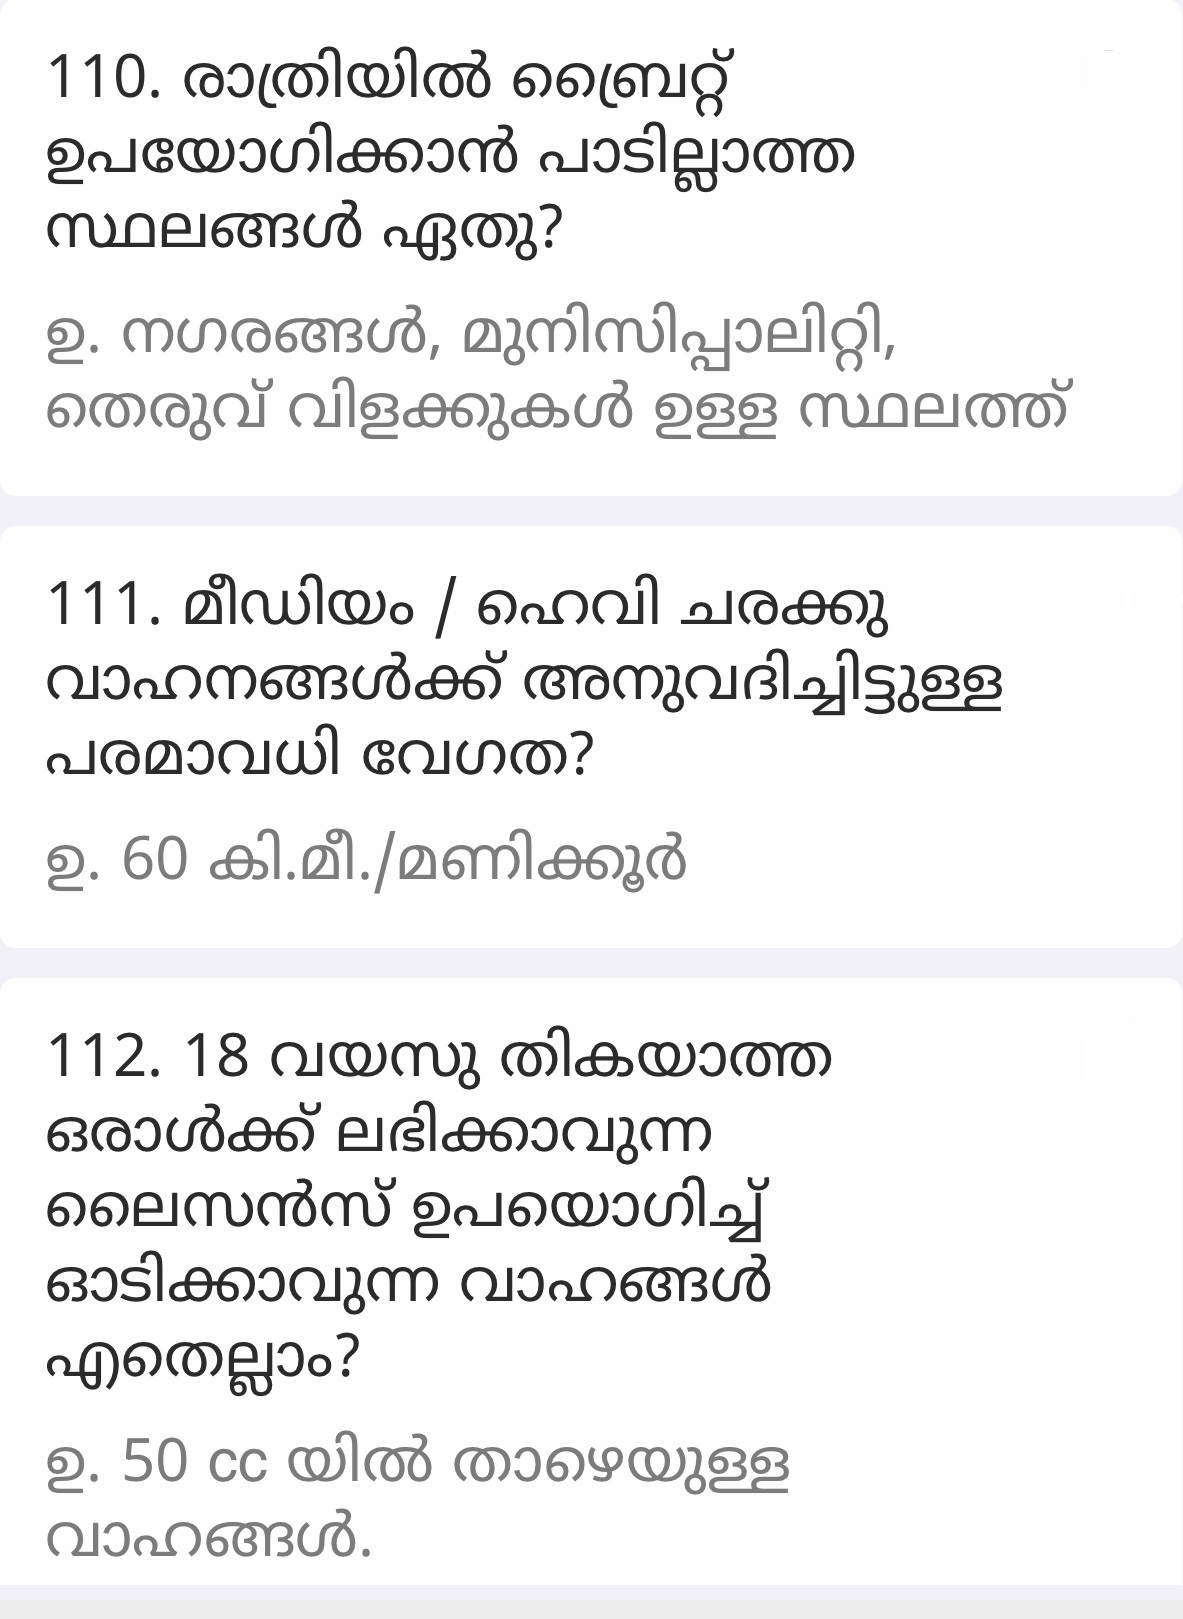 110. രാത്രിയിൽ ബ്രൈറ്റ്
ഉപയോഗിക്കാൻ പാടില്ലാത്ത
സ്ഥലങ്ങൾ ഏതു?
ഉ. നഗരങ്ങൾ, മുനിസിപ്പാലിറ്റി,
തെരുവ് വിളക്കുകൾ ഉള്ള സ്ഥലത്ത്
111. മീഡിയം / ഹെവി ചരക്കു
വാഹനങ്ങൾക്ക് അനുവദിച്ചിട്ടുള്ള
പരമാവധി വേഗത?
ഉ. 60 കി.മീ./മണിക്കൂർ
112. 18 വയസു തികയാത്ത
ഒരാൾക്ക് ലഭിക്കാവുന്ന
ലൈസൻസ് ഉപയൊഗിച്ച്
ഓടിക്കാവുന്ന വാഹങ്ങൾ
എതെല്ലാം?
ഉ. 50 cc യിൽ താഴെയുള്ള
വാഹങ്ങൾ.